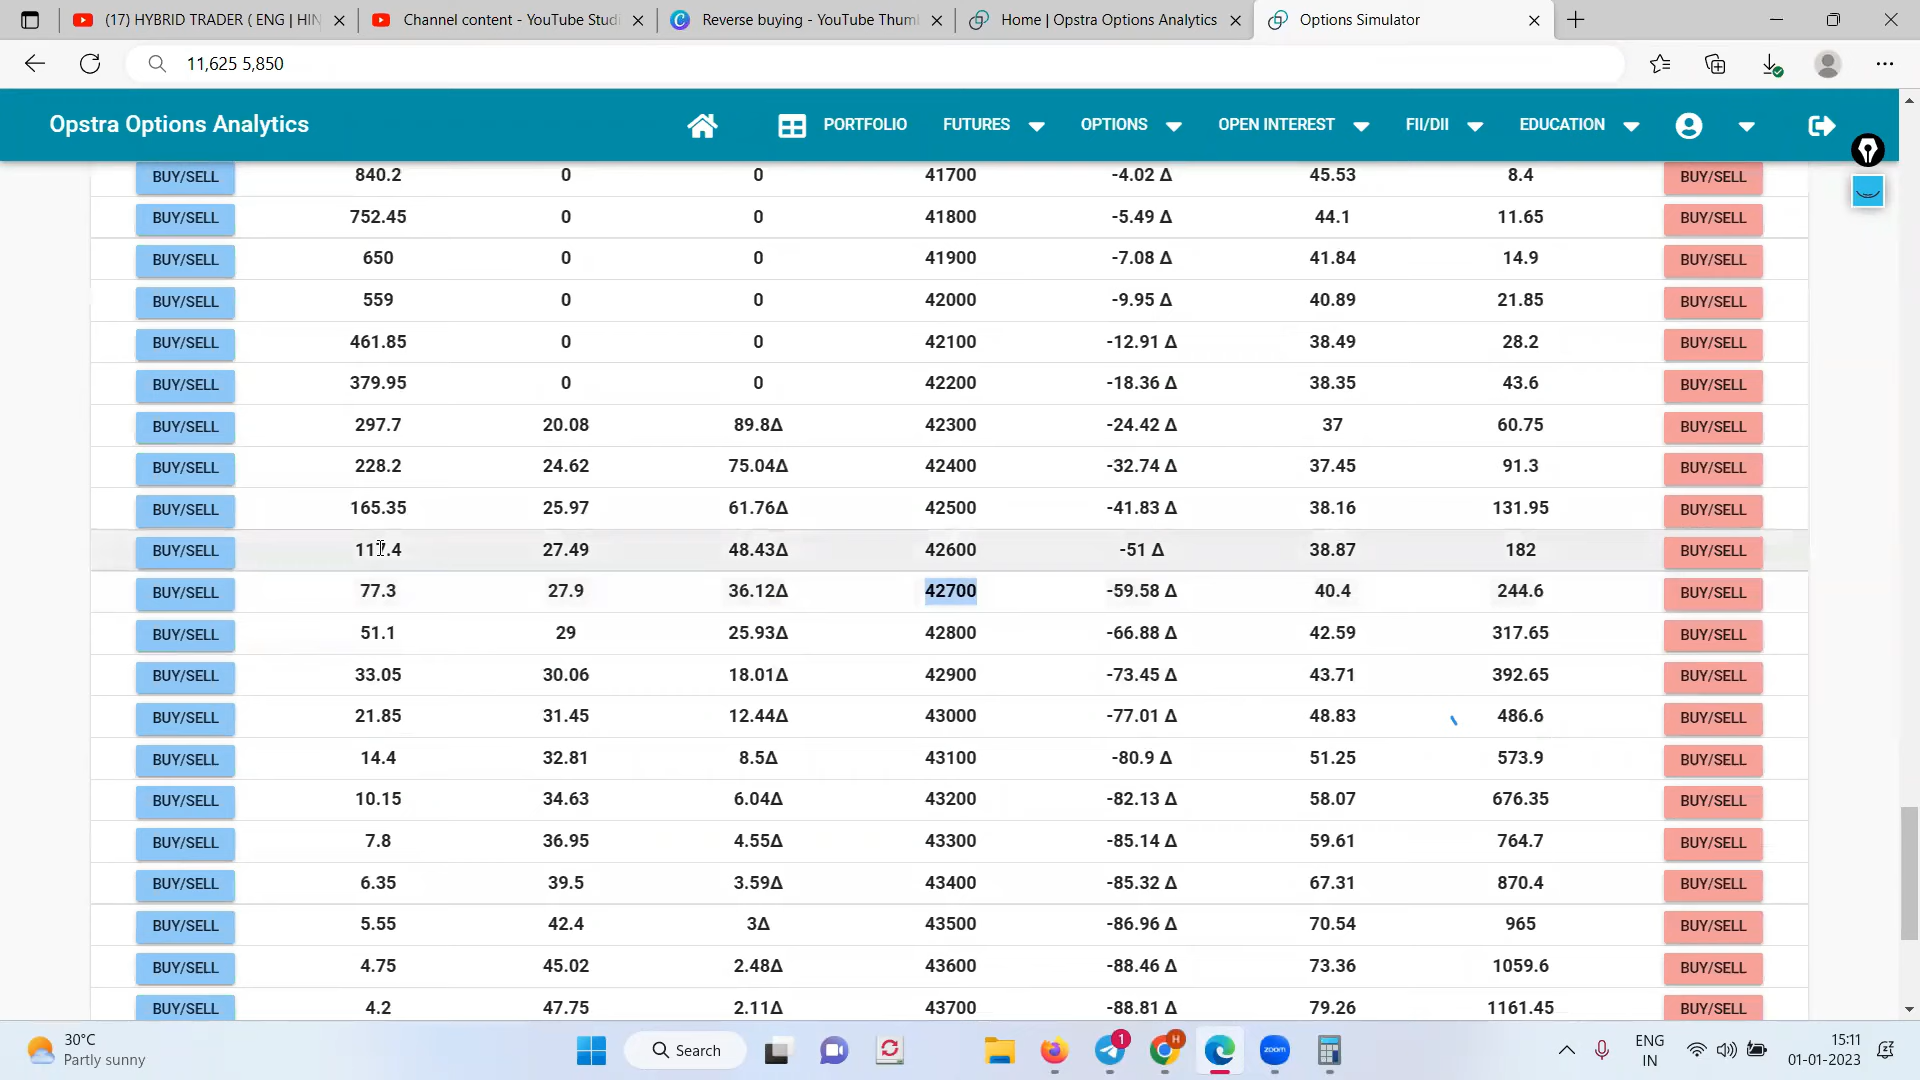 (17) HYBRID TRADER ( ENG | HIN
Channel content - YouTube Studi
Reverse buying - YouTube Thum
Home | Opstra Options Analytics
Options Simulator
11,625 5,850
Opstra Options Analytics
PORTFOLIO FUTURES OPTIONS OPEN INTEREST FII/DII EDUCATION
BUY/SELL 840.2 0 0 41700 -4.02 Δ 45.53 8.4 BUY/SELL
BUY/SELL 752.45 0 0 41800 -5.49 Δ 44.1 11.65 BUY/SELL
BUY/SELL 650 0 0 41900 -7.08 Δ 41.84 14.9 BUY/SELL
BUY/SELL 559 0 0 42000 -9.95 Δ 40.89 21.85 BUY/SELL
BUY/SELL 461.85 0 0 42100 -12.91 Δ 38.49 28.2 BUY/SELL
BUY/SELL 379.95 0 0 42200 -18.36 Δ 38.35 43.6 BUY/SELL
BUY/SELL 297.7 20.08 89.8Δ 42300 -24.42 Δ 37 60.75 BUY/SELL
BUY/SELL 228.2 24.62 75.04Δ 42400 -32.74 Δ 37.45 91.3 BUY/SELL
BUY/SELL 165.35 25.97 61.76Δ 42500 -41.83 Δ 38.16 131.95 BUY/SELL
BUY/SELL 27.49 48.43Δ 42600 -51 Δ 38.87 182 BUY/SELL
BUY/SELL 77.3 27.9 36.12Δ 42700 -59.58 Δ 40.4 244.6 BUY/SELL
BUY/SELL 51.1 29 25.93Δ 42800 -66.88 Δ 42.59 317.65 BUY/SELL
BUY/SELL 33.05 30.06 18.01Δ 42900 -73.45 Δ 43.71 392.65 BUY/SELL
BUY/SELL 21.85 31.45 12.44Δ 43000 -77.01 Δ 48.83 486.6 BUY/SELL
BUY/SELL 14.4 32.81 8.5Δ 43100 -80.9 Δ 51.25 573.9 BUY/SELL
BUY/SELL 10.15 34.63 6.04Δ 43200 -82.13 Δ 58.07 676.35 BUY/SELL
BUY/SELL 7.8 36.95 4.55Δ 43300 -85.14 Δ 59.61 764.7 BUY/SELL
BUY/SELL 6.35 39.5 3.59Δ 43400 -85.32 Δ 67.31 870.4 BUY/SELL
BUY/SELL 5.55 42.4 3Δ 43500 -86.96 Δ 70.54 965 BUY/SELL
BUY/SELL 4.75 45.02 2.48Δ 43600 -88.46 Δ 73.36 1059.6 BUY/SELL
BUY/SELL 4.2 47.75 2.11Δ 43700 -88.81 Δ 79.26 1161.45 BUY/SELL
30°C
Partly sunny
Search
1
H
zoom
ENG
IN
15:11
01-01-2023